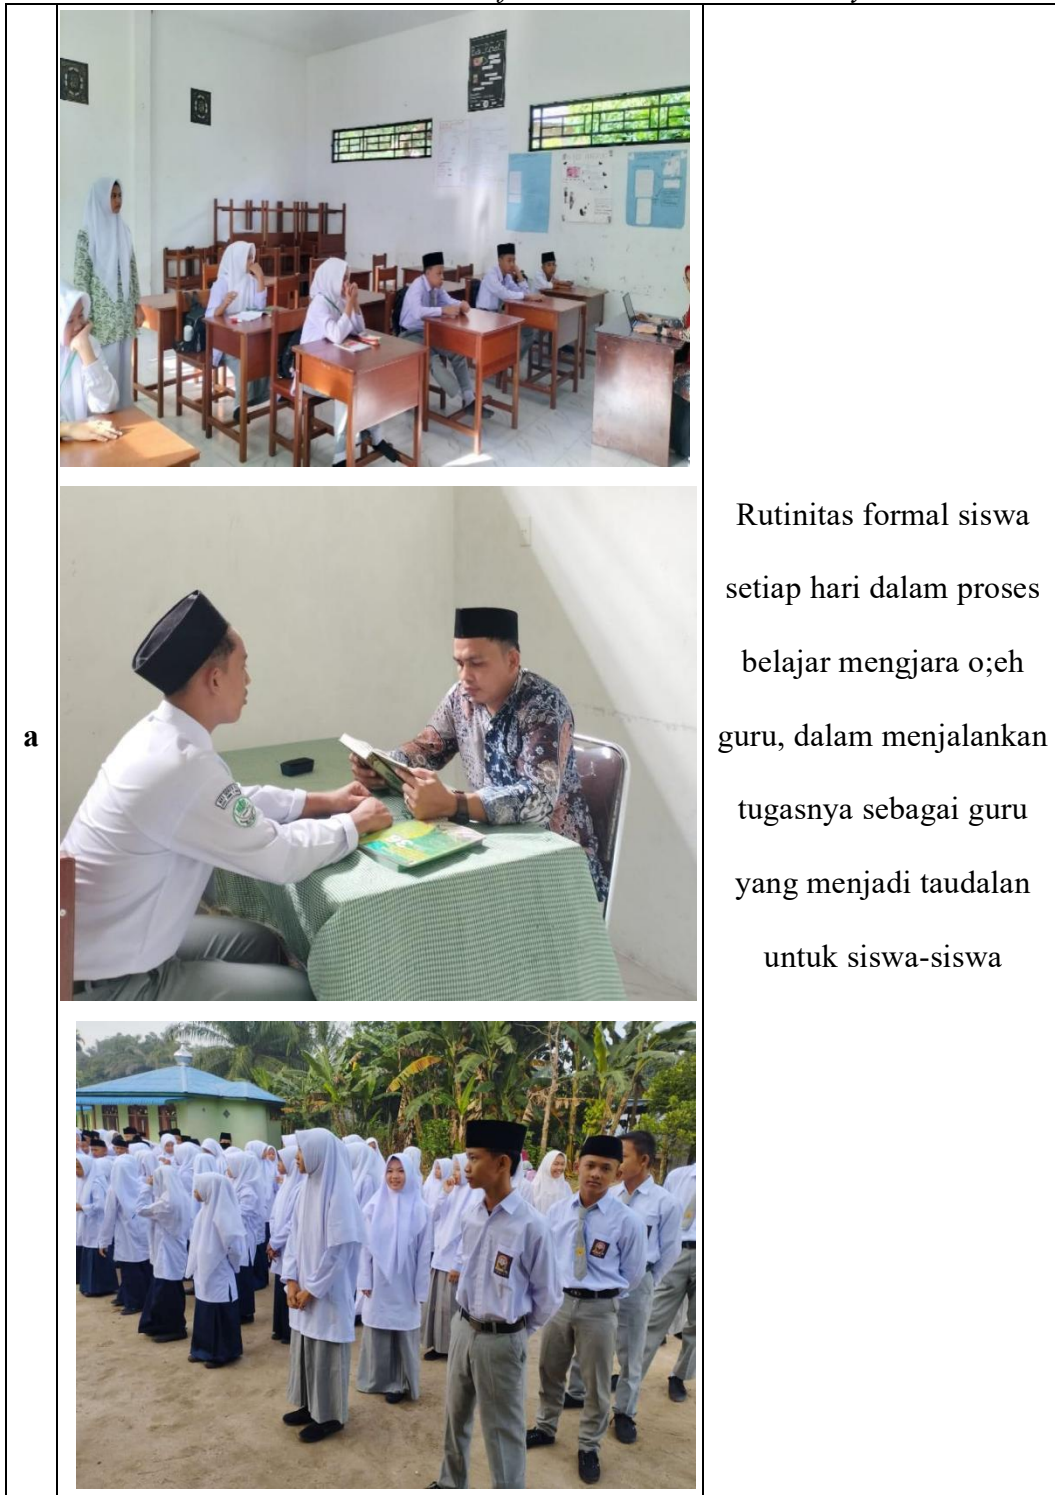 a
Rutinitas formal siswa
setiap hari dalam proses
belajar mengjara o;eh
guru, dalam menjalankan
tugasnya sebagai guru
yang menjadi taudalan
untuk siswa-siswa